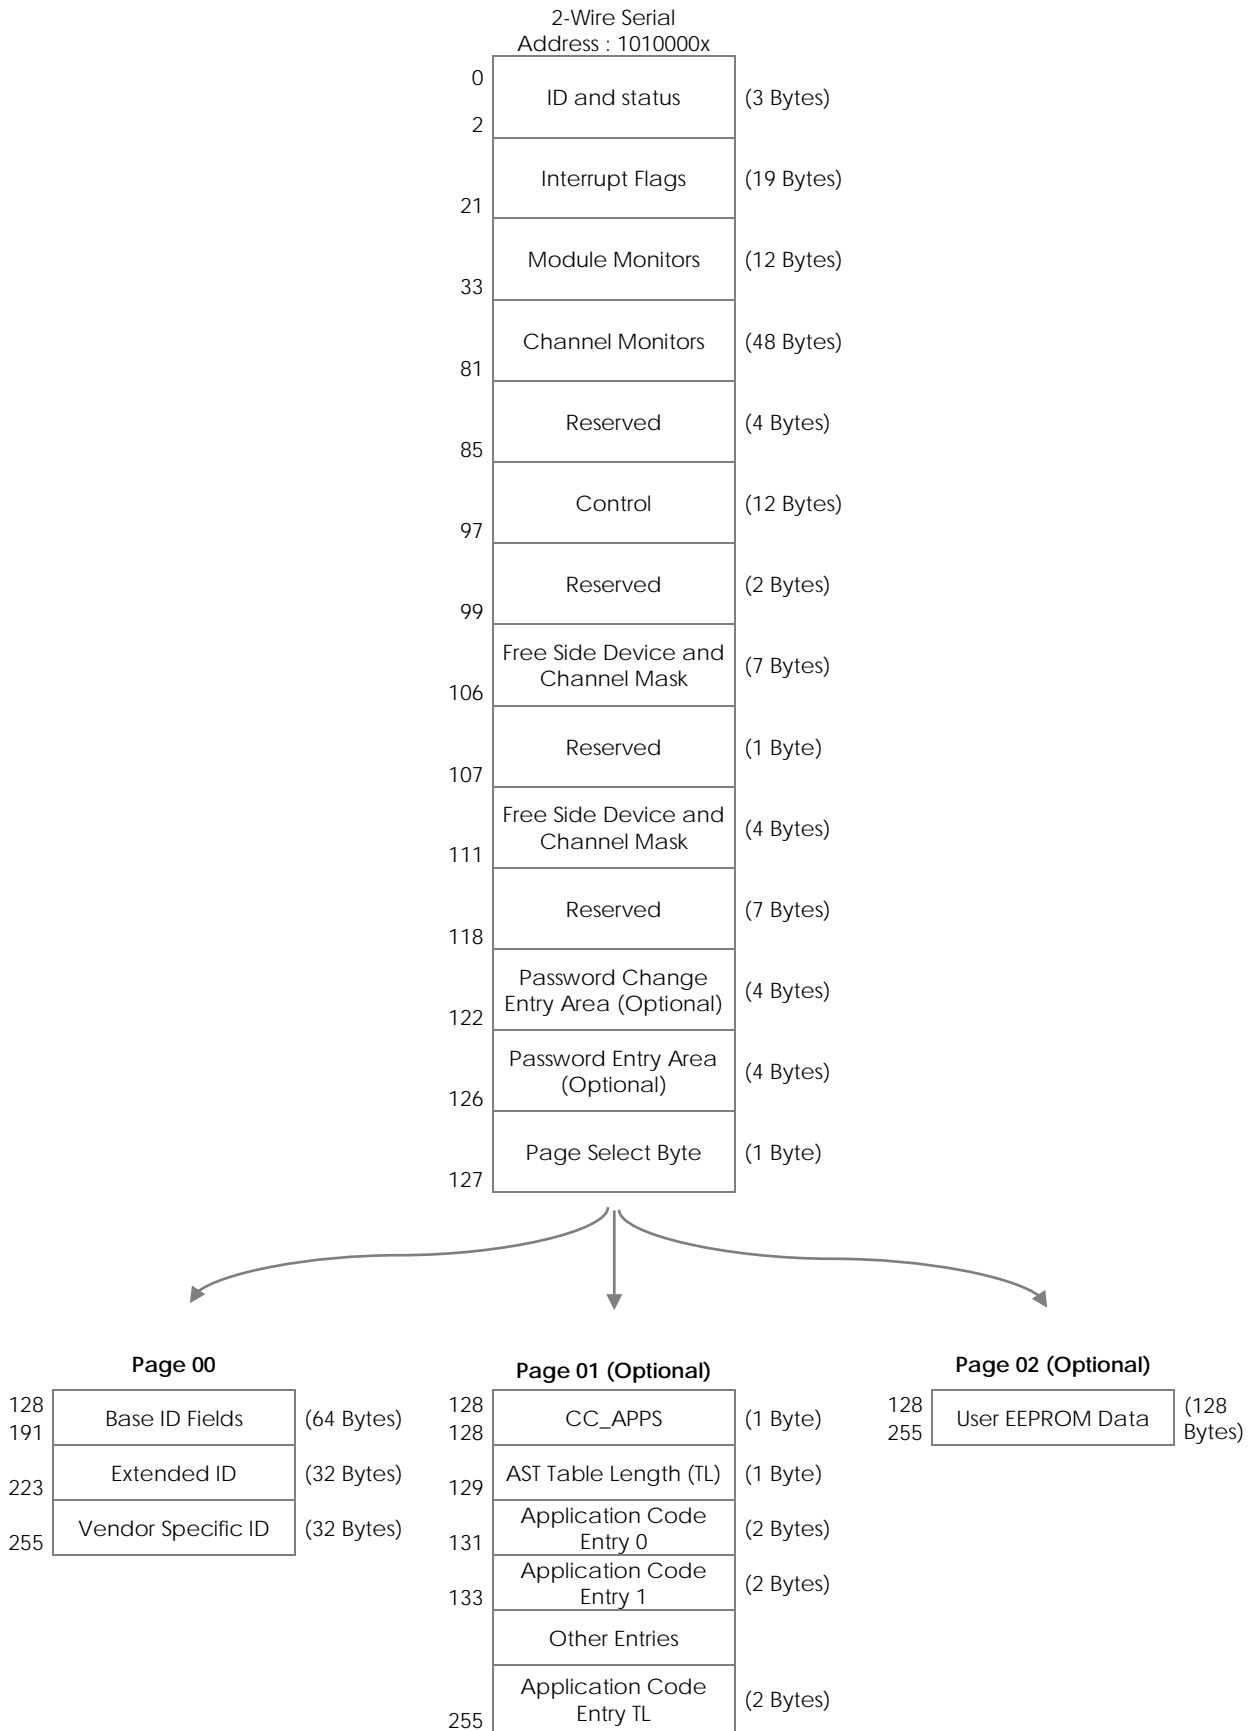 2-Wire Serial
Address : 1010000x
0
ID and status
(3 Bytes)
2
Interrupt Flags
(19 Bytes)
21
Module Monitors
(12 Bytes)
33
Channel Monitors
(48 Bytes)
81
Reserved
(4 Bytes)
85
Control
(12 Bytes)
97
Reserved
(2 Bytes)
99
Free Side Device and
Channel Mask
(7 Bytes)
106
Reserved
(1 Byte)
107
Free Side Device and
Channel Mask
(4 Bytes)
111
Reserved
(7 Bytes)
118
Password Change
Entry Area (Optional)
(4 Bytes)
122
Password Entry Area
(Optional)
(4 Bytes)
126
Page Select Byte
(1 Byte)
127
Page 00
128
191
Base ID Fields
(64 Bytes)
223
Extended ID
(32 Bytes)
255
Vendor Specific ID
(32 Bytes)
Page 01 (Optional)
128
128
CC_APPS
(1 Byte)
129
AST Table Length (TL)
(1 Byte)
131
Application Code
Entry 0
(2 Bytes)
133
Application Code
Entry 1
(2 Bytes)
Other Entries
Application Code
Entry TL
(2 Bytes)
255
Page 02 (Optional)
128
255
User EEPROM Data
(128
Bytes)